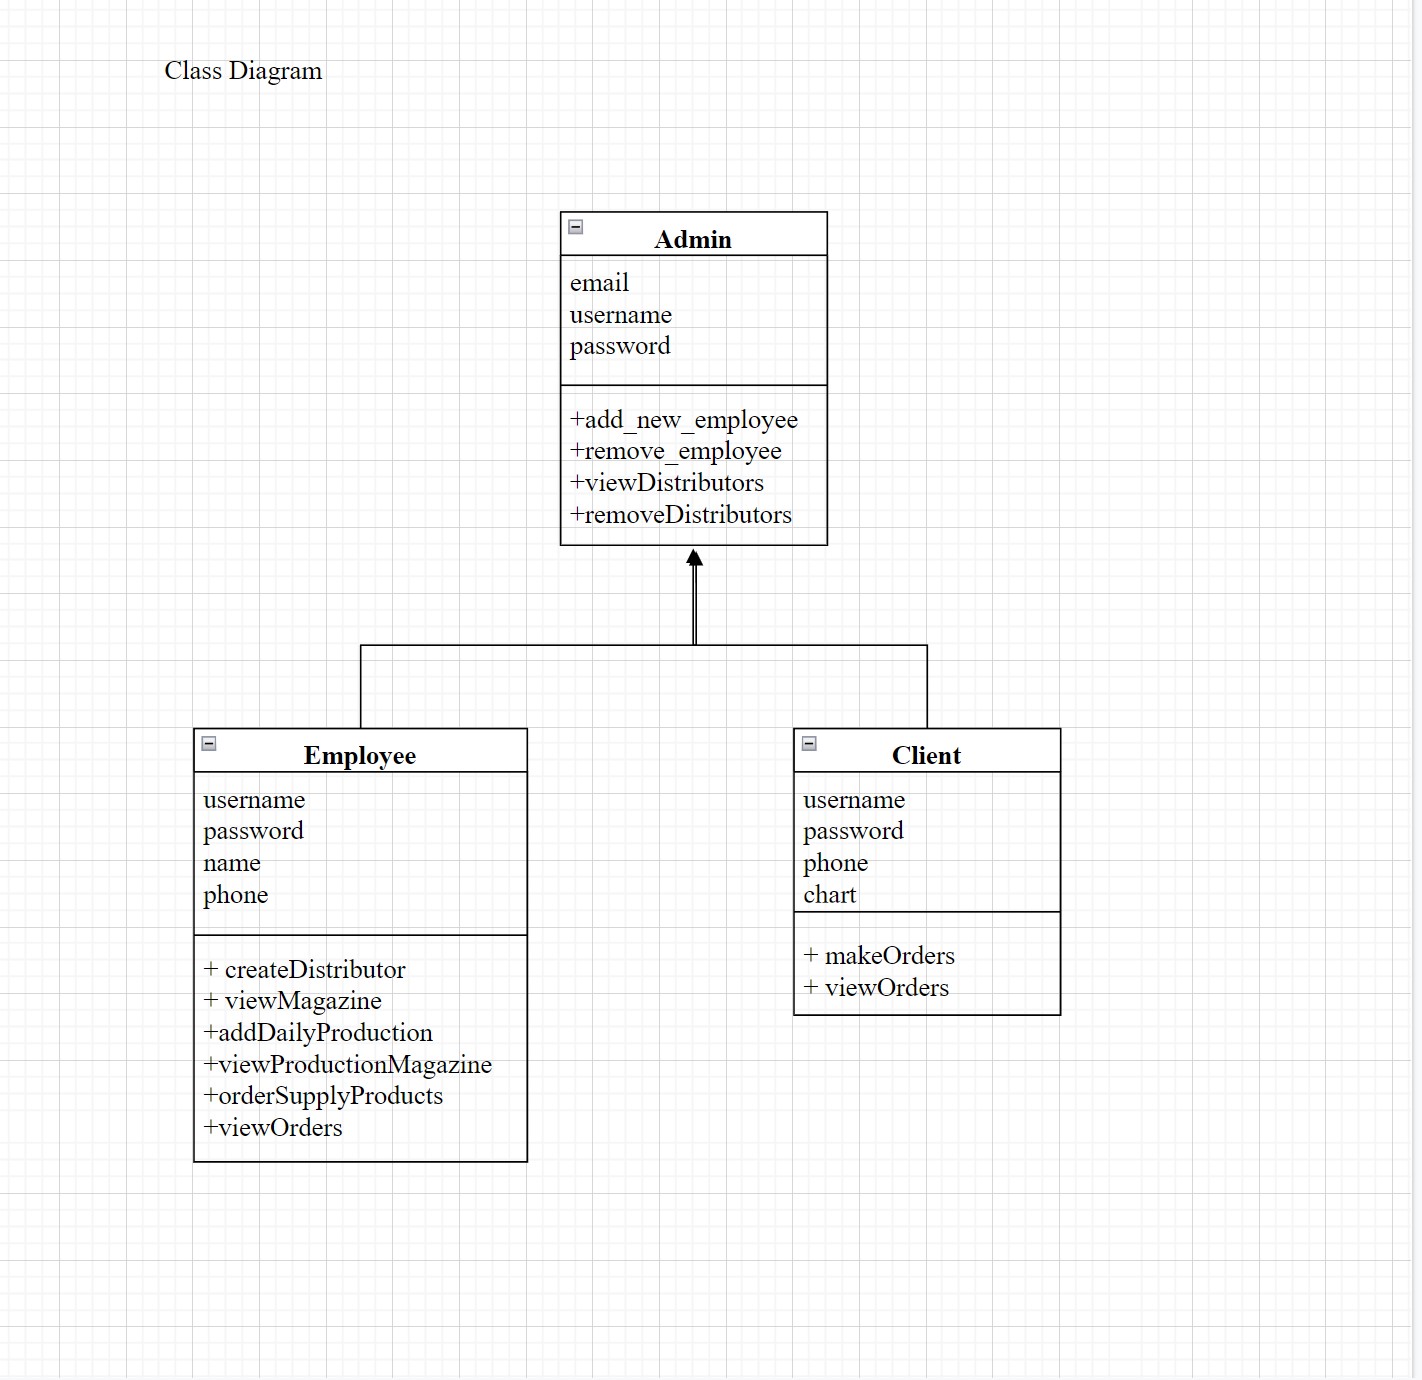 Class Diagram
Admin
email
username
password
+add_new_employee
+remove_employee
+viewDistributors
+removeDistributors
Employee
username
password
name
phone
+ createDistributor
+ viewMagazine
+addDailyProduction
+viewProductionMagazine
+orderSupplyProducts
+viewOrders
Client
username
password
phone
chart
+ makeOrders
+ viewOrders